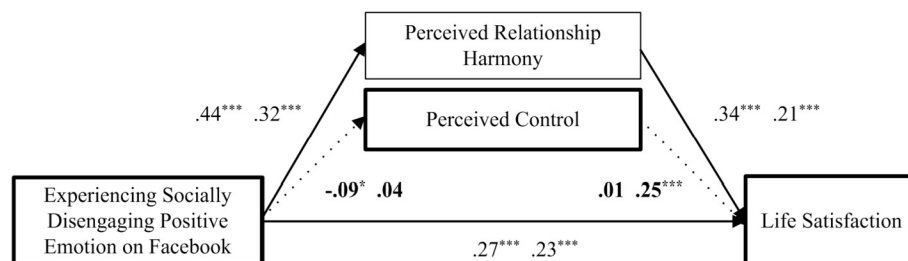 Perceived Relationship
Harmony
.44*** .32***
.34*** .21***
Perceived Control
-.09* .04
.01 .25***
Experiencing Socially
Disengaging Positive
Emotion on Facebook
Life Satisfaction
.27*** .23***